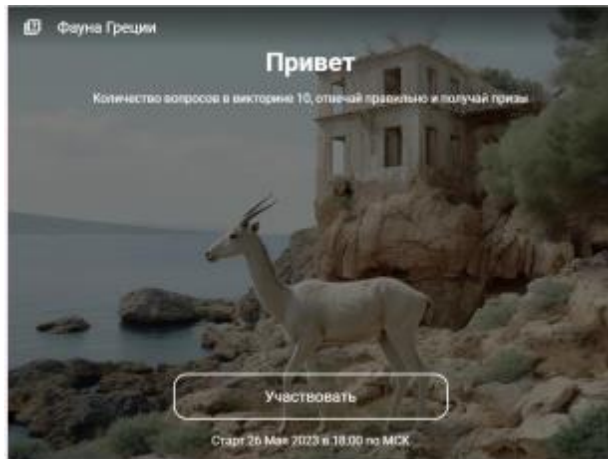 Фауна Греции
Привет
Количество вопросов в викторине 10, отвечай правильно и получай призы
Участвовать
Старт 26 Мая 2023 в 18:00 по МСК